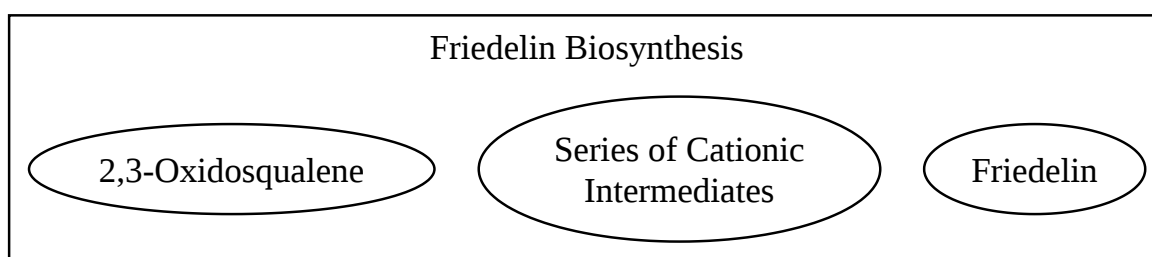 Friedelin Biosynthesis
2,3-Oxidosqualene
Series of Cationic
Intermediates
Friedelin